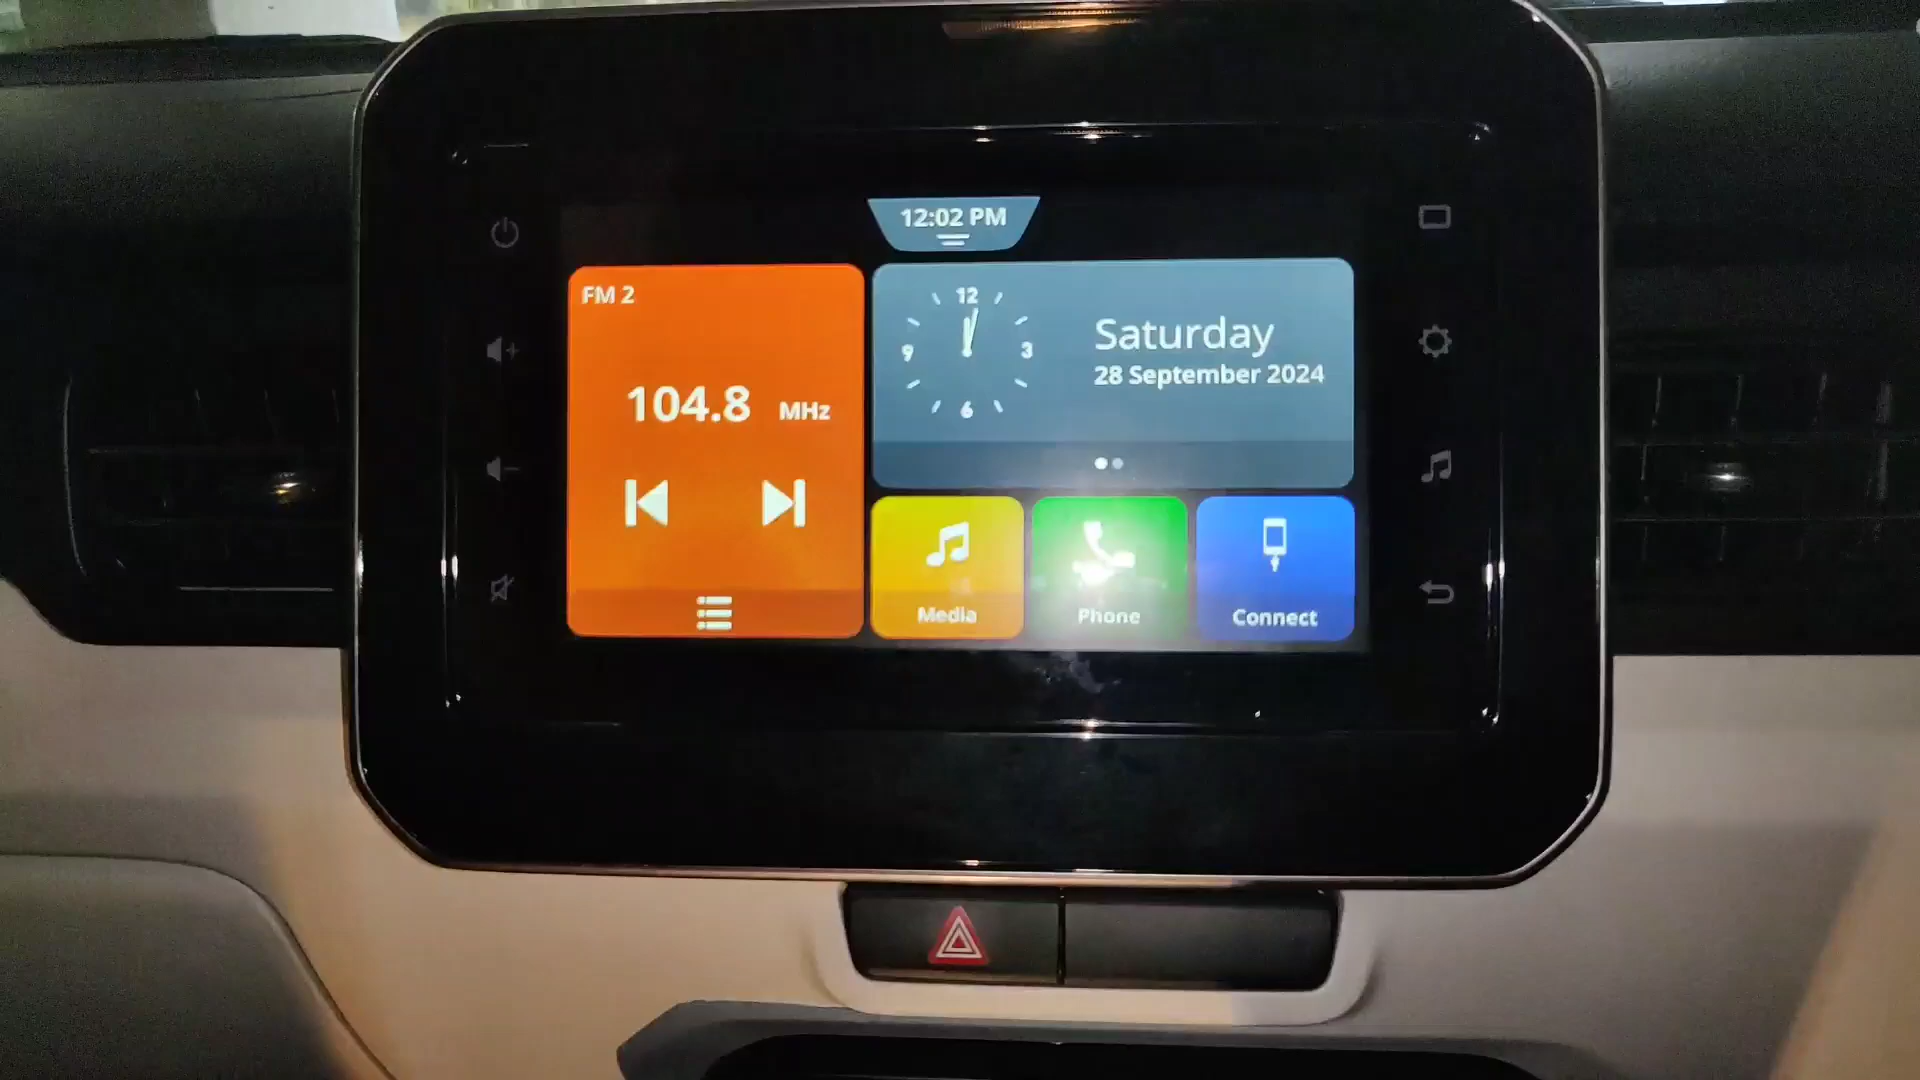 12:02 PM
FM 2
104.8 MHz
12
9
3
6
Saturday
28 September 2024
Media
Phone
Connect